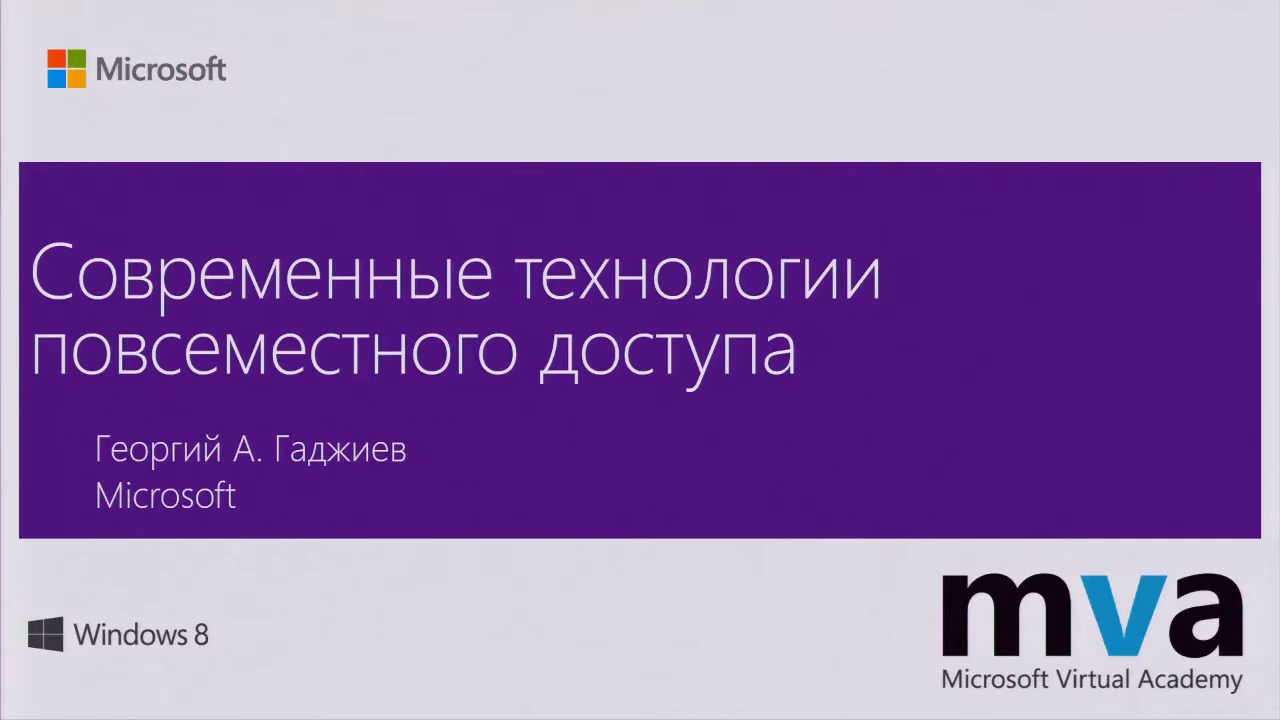 Microsoft
Современные технологии
повсеместного доступа
Георгий А. Гаджиев
Microsoft
Windows 8
mva
Microsoft Virtual Academy